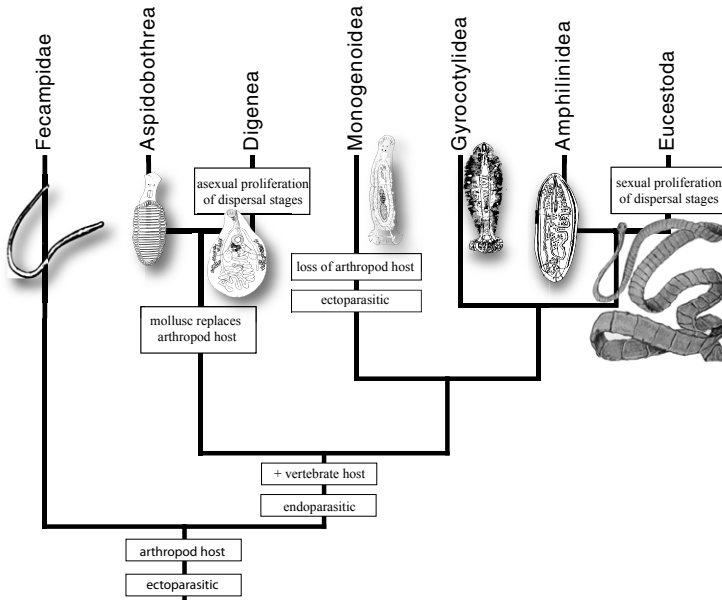 Fecampidae
Aspidobothrea
Digenea
Monogenoidea
Gyrocotylidea
Amphilinidea
Eucestoda
asexual proliferation
of dispersal stages
sexual proliferation
of dispersal stages
loss of arthropod host
ectoparasitic
mollusc replaces
arthropod host
+ vertebrate host
endoparasitic
arthropod host
ectoparasitic